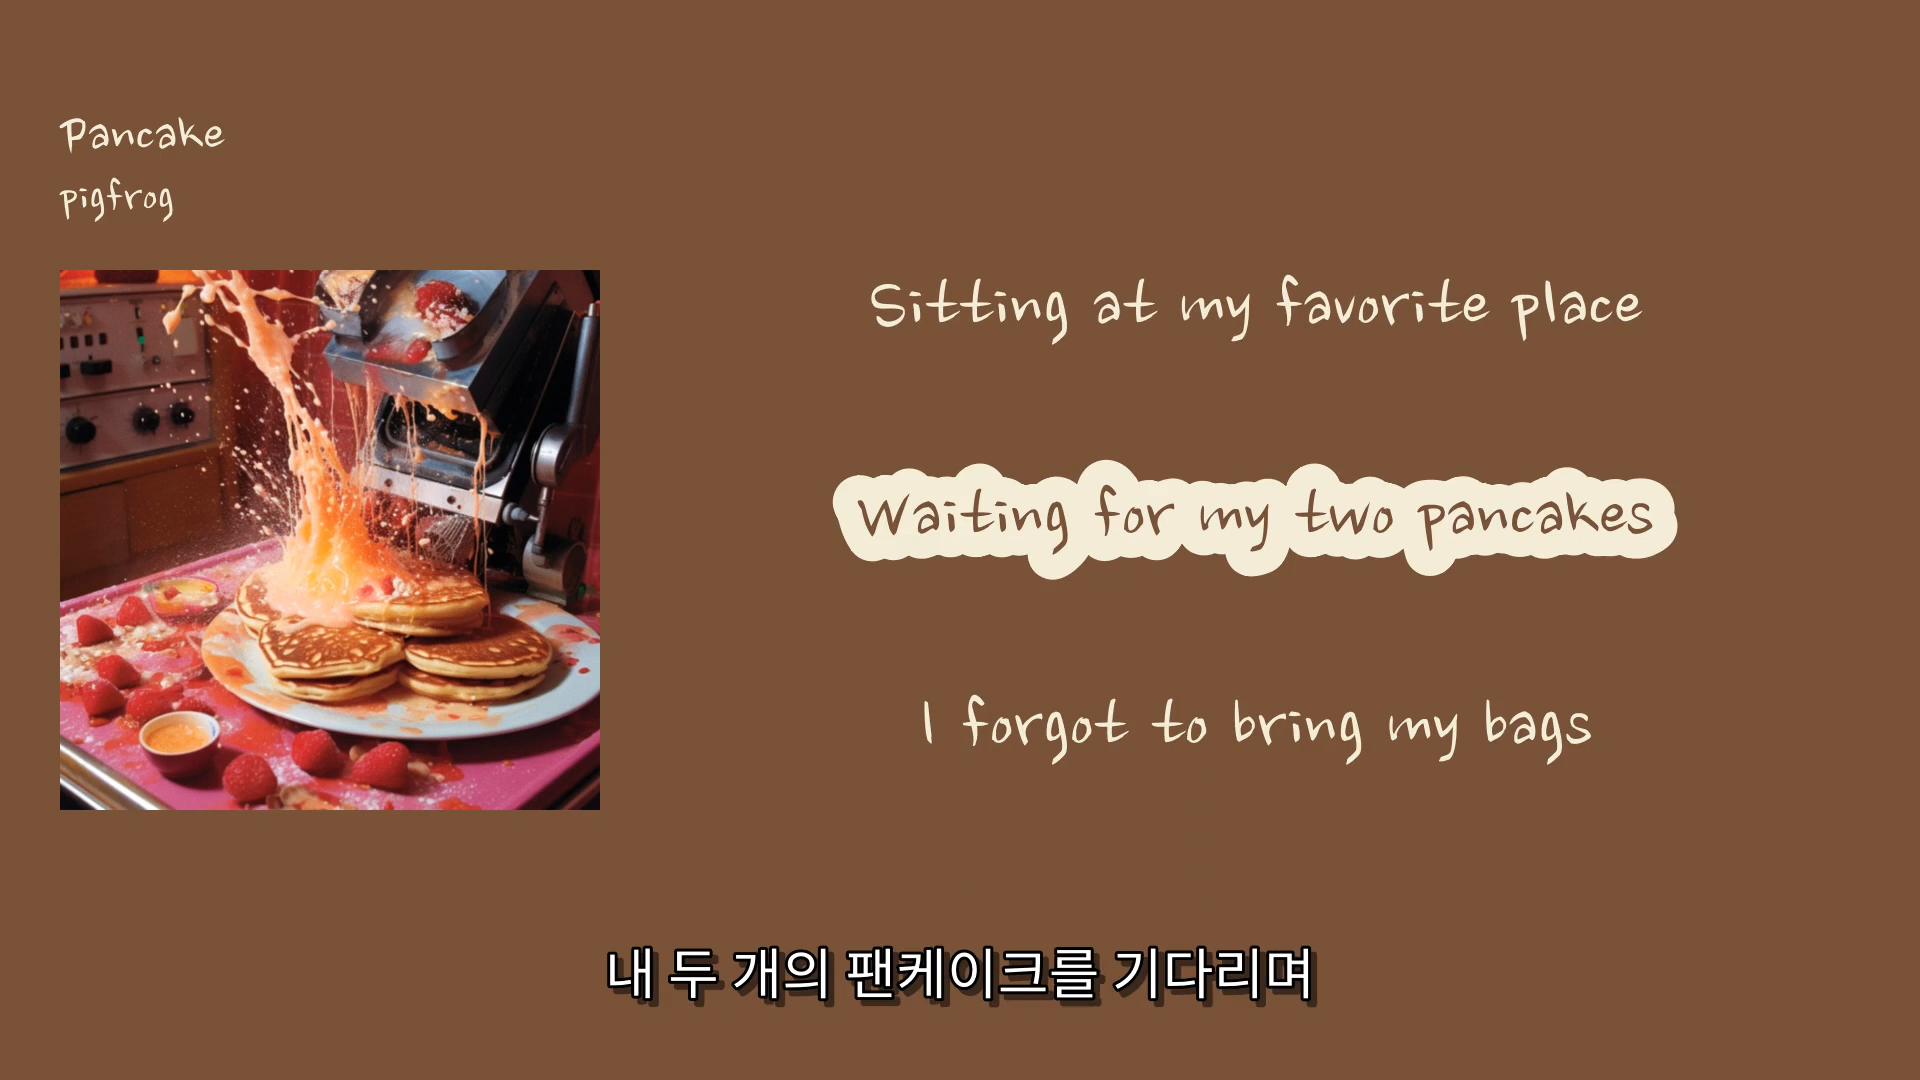 Pancake
pigfrog
Sitting at my favorite place
Waiting for my two pancakes
I forgot to bring my bags
내 두 개의 팬케이크를 기다리며